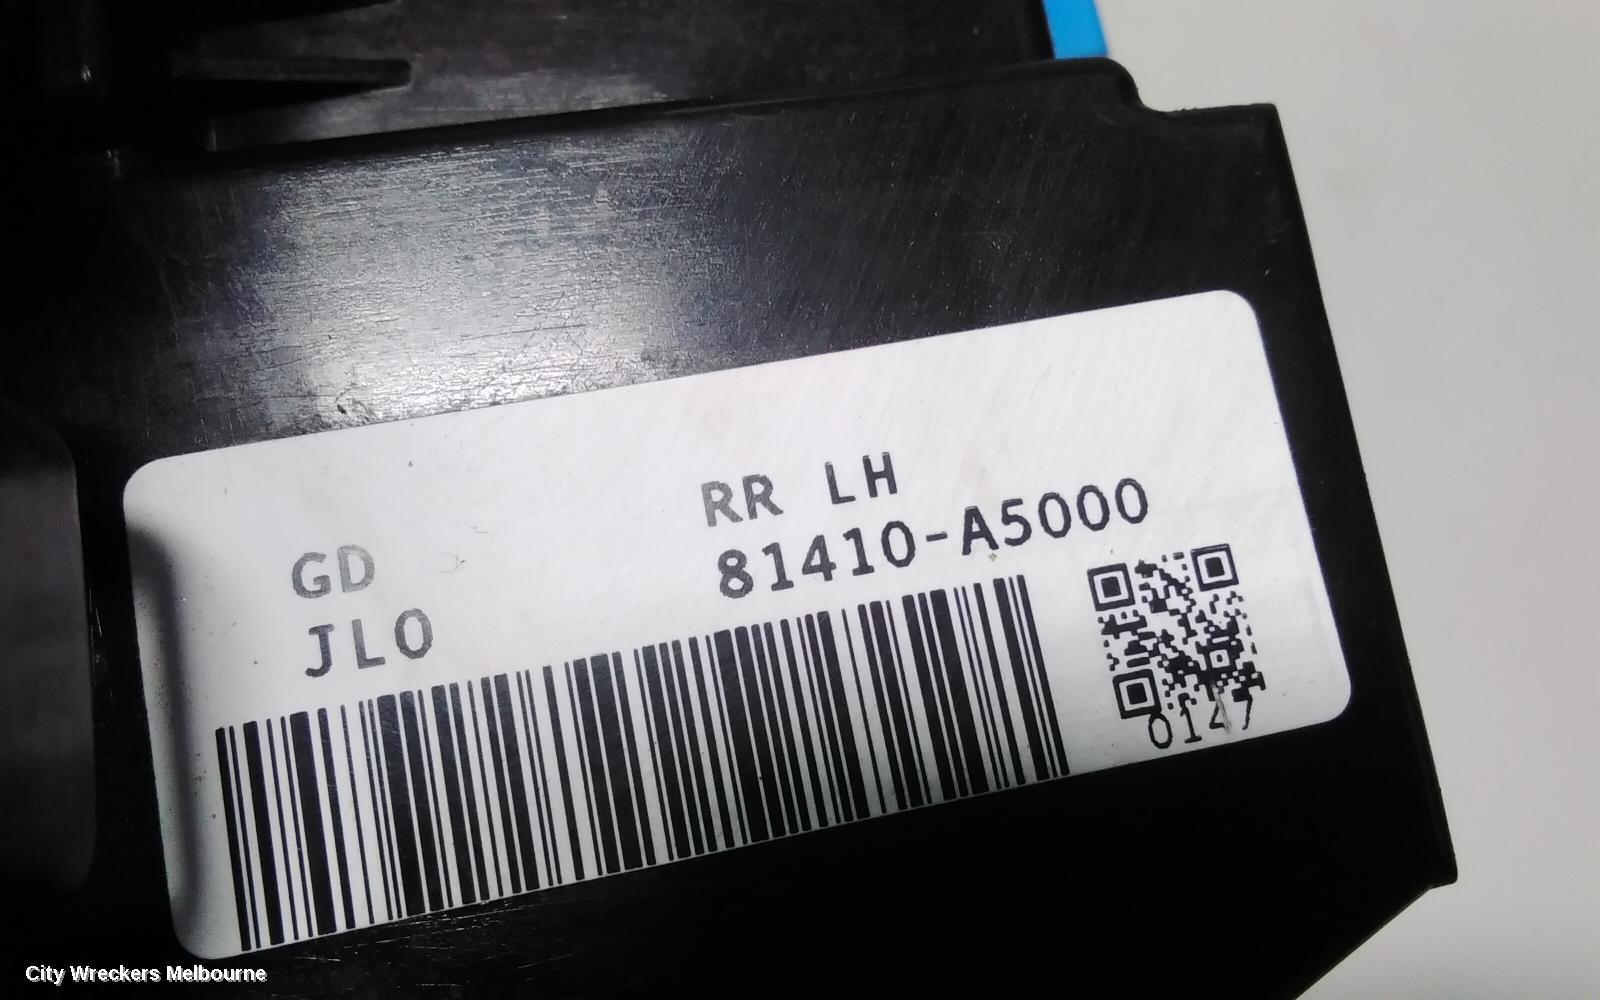 RR LH
GD
81410-A5000
JLO
0147
City Wreckers Melbourne